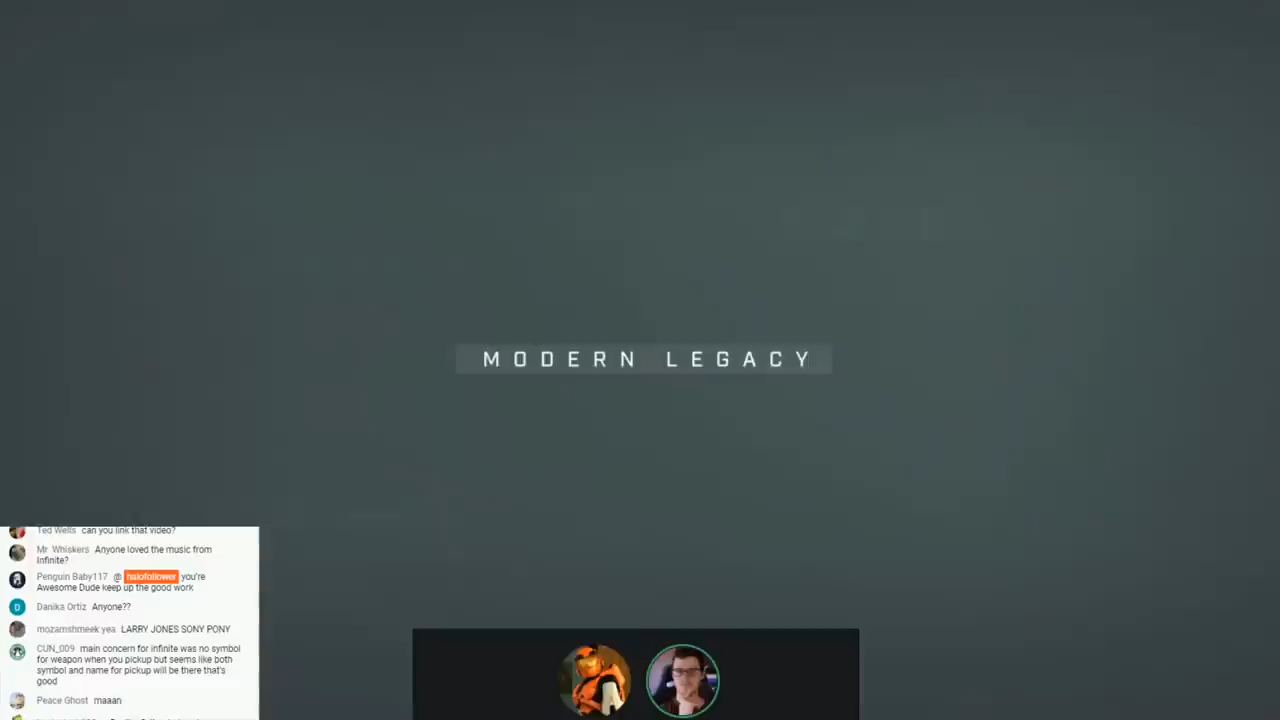 MODERN LEGACY
Ted Wells can you link that video?
Mr Whiskers Anyone loved the music from
Infinite?
Penguin Baby117 @ halofollower you're
Awesome Dude keep up the good work
D Danika Ortiz Anyone??
mozamshmeek yea LARRY JONES SONY PONY
CUN_009 main concern for infinite was no symbol
for weapon when you pickup but seems like both
symbol and name for pickup will be there that's
good
Peace Ghost maaan